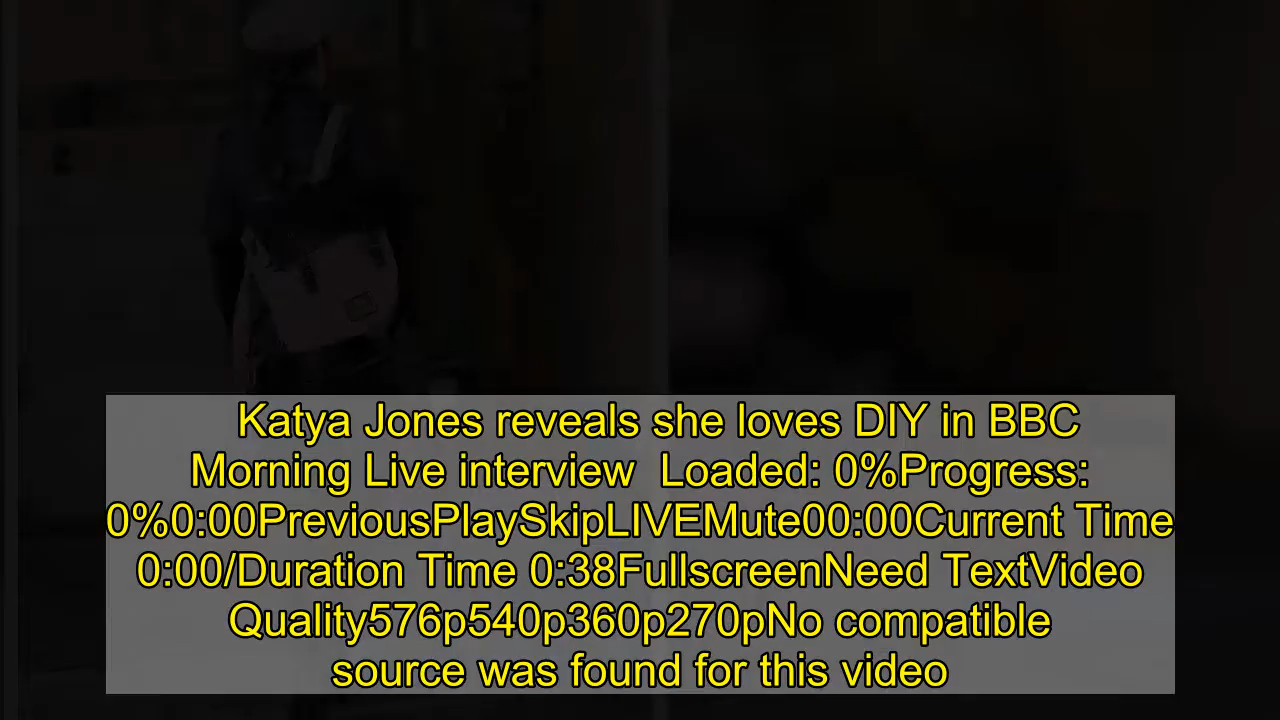 Katya Jones reveals she loves DIY in BBC
Morning Live interview  Loaded: 0%Progress:
0%0:00PreviousPlaySkipLIVEMute00:00Current Time
0:00/Duration Time 0:38FullscreenNeed TextVideo
Quality576p540p360p270pNo compatible
source was found for this video